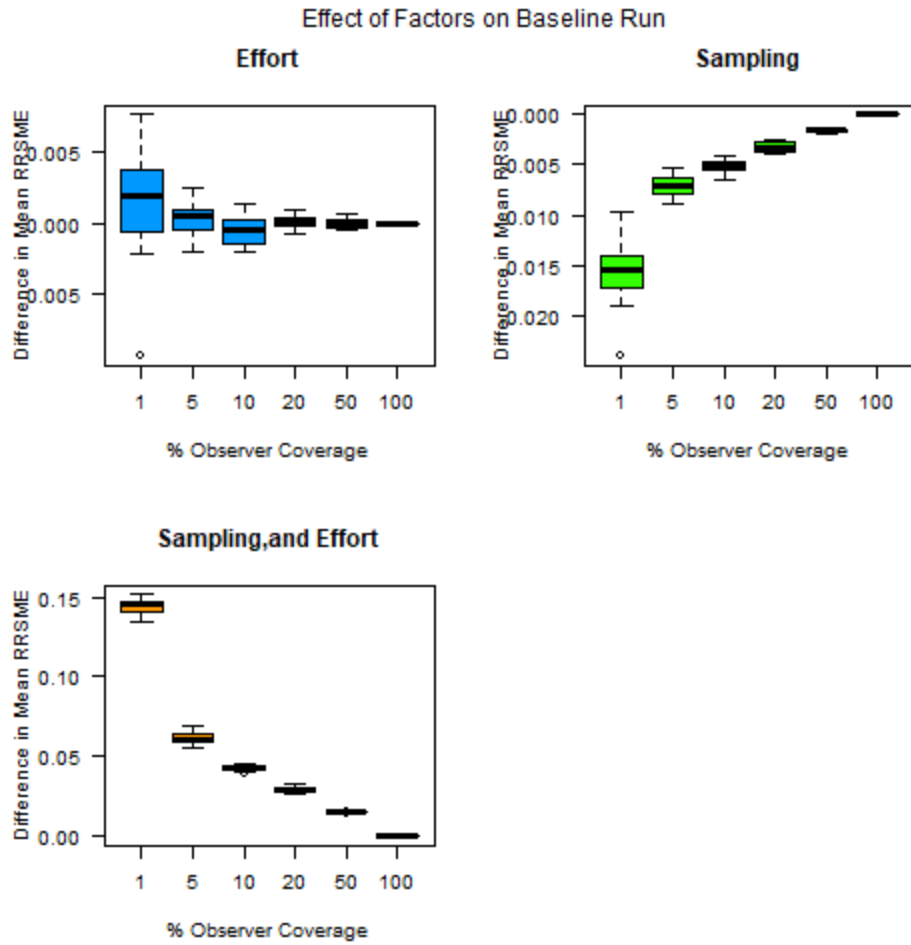 Effect of Factors on Baseline Run
Effort
Difference in Mean RRSME
0.005
0.000
0.005
1 5 10 20 50 100
% Observer Coverage
Sampling
Difference in Mean RRSME
0.000
0.005
0.010
0.015
0.020
1 5 10 20 50 100
% Observer Coverage
Sampling,and Effort
Difference in Mean RRSME
0.15
0.10
0.05
0.00
1 5 10 20 50 100
% Observer Coverage